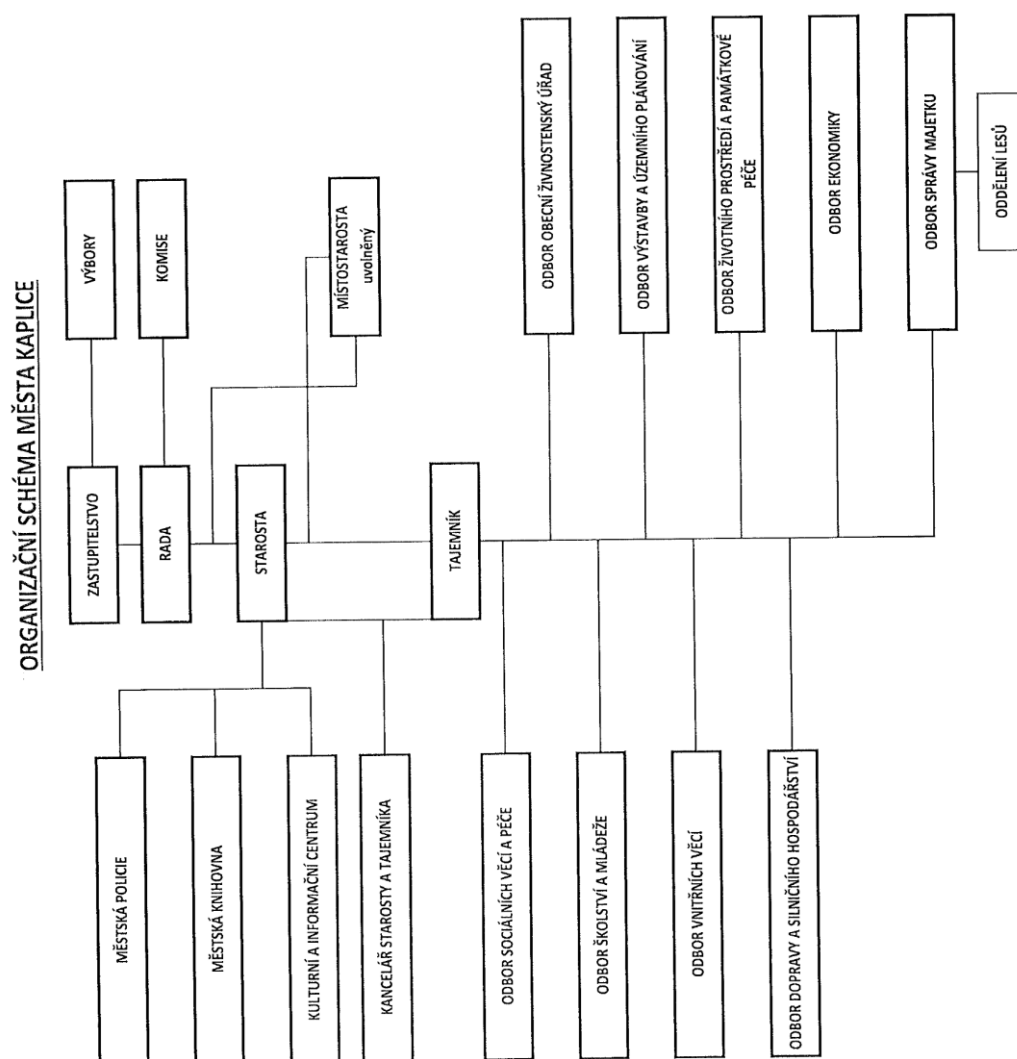 ORGANIZAČNÍ SCHÉMA MĚSTA KAPLICE
ZASTUPITELSTVO
VÝBORY
RADA
KOMISE
STAROSTA
MÍSTOSTAROSTA
uvolněný
TAJEMNÍK
MĚSTSKÁ POLICIE
MĚSTSKÁ KNIHOVNA
KULTURNÍ A INFORMAČNÍ CENTRUM
KANCELÁŘ STAROSTY A TAJEMNÍKA
ODBOR SOCIÁLNÍCH VĚCÍ A PÉČE
ODBOR ŠKOLSTVÍ A MLÁDEŽE
ODBOR VNITŘNÍCH VĚCÍ
ODBOR DOPRAVY A SILNIČNÍHO HOSPODÁŘSTVÍ
ODBOR OBECNÍ ŽIVNOSTENSKÝ ÚŘAD
ODBOR VÝSTAVBY A ÚZEMNÍHO PLÁNOVÁNÍ
ODBOR ŽIVOTNÍHO PROSTŘEDÍ A PAMÁTKOVÉ
PÉČE
ODBOR EKONOMIKY
ODBOR SPRÁVY MAJETKU
ODDĚLENÍ LESŮ